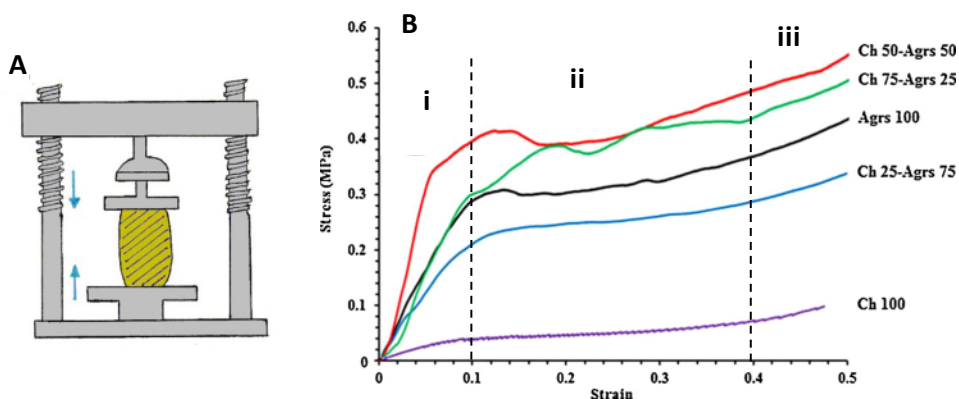 A
B
i
ii
iii
Stress (MPa)
0.6
0.5
0.4
0.3
0.2
0.1
0
0
0.1
0.2
0.3
0.4
0.5
Strain
Ch 50-Agrs 50
Ch 75-Agrs 25
Agrs 100
Ch 25-Agrs 75
Ch 100